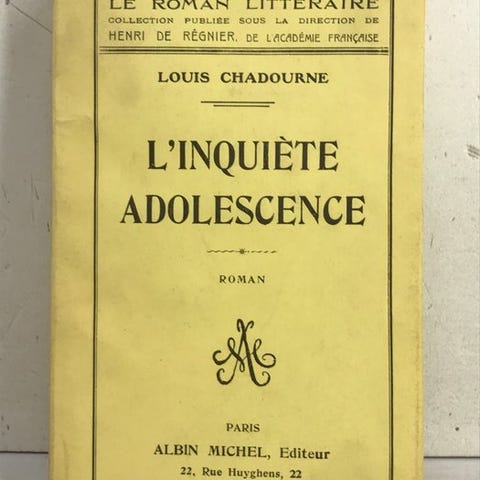 LE ROMAN LITTÉRAIRE
COLLECTION PUBLIÉE SOUS LA DIRECTION DE
HENRI DE RÉGNIER, DE L'ACADÉMIE FRANÇAISE
LOUIS CHADOURNE
L'INQUIÈTE
ADOLESCENCE
ROMAN
AM
PARIS
ALBIN MICHEL, Editeur
22, Rue Huyghens, 22